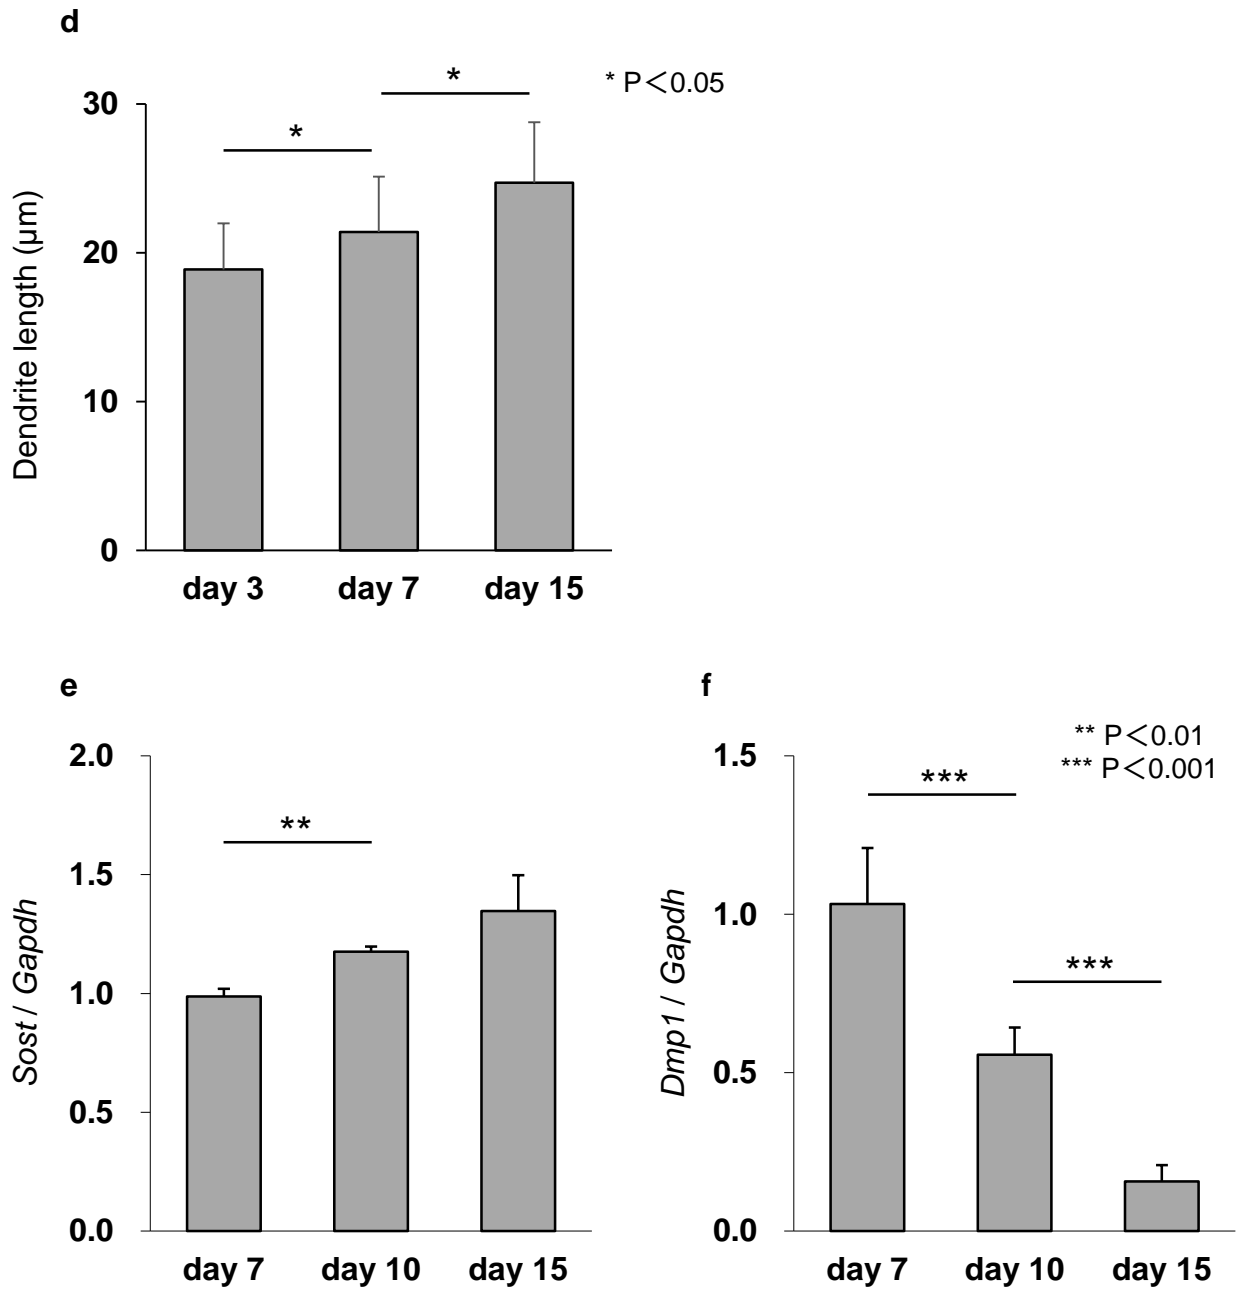 d
* P＜0.05
*
*
30
20
10
0
Dendrite length (μm)
day 3 day 7 day 15
e
2.0
1.5
1.0
0.5
0.0
Sost / Gapdh
**
day 7 day 10 day 15
f
** P＜0.01
*** P＜0.001
1.5
1.0
0.5
0.0
Dmp1 / Gapdh
***
***
day 7 day 10 day 15